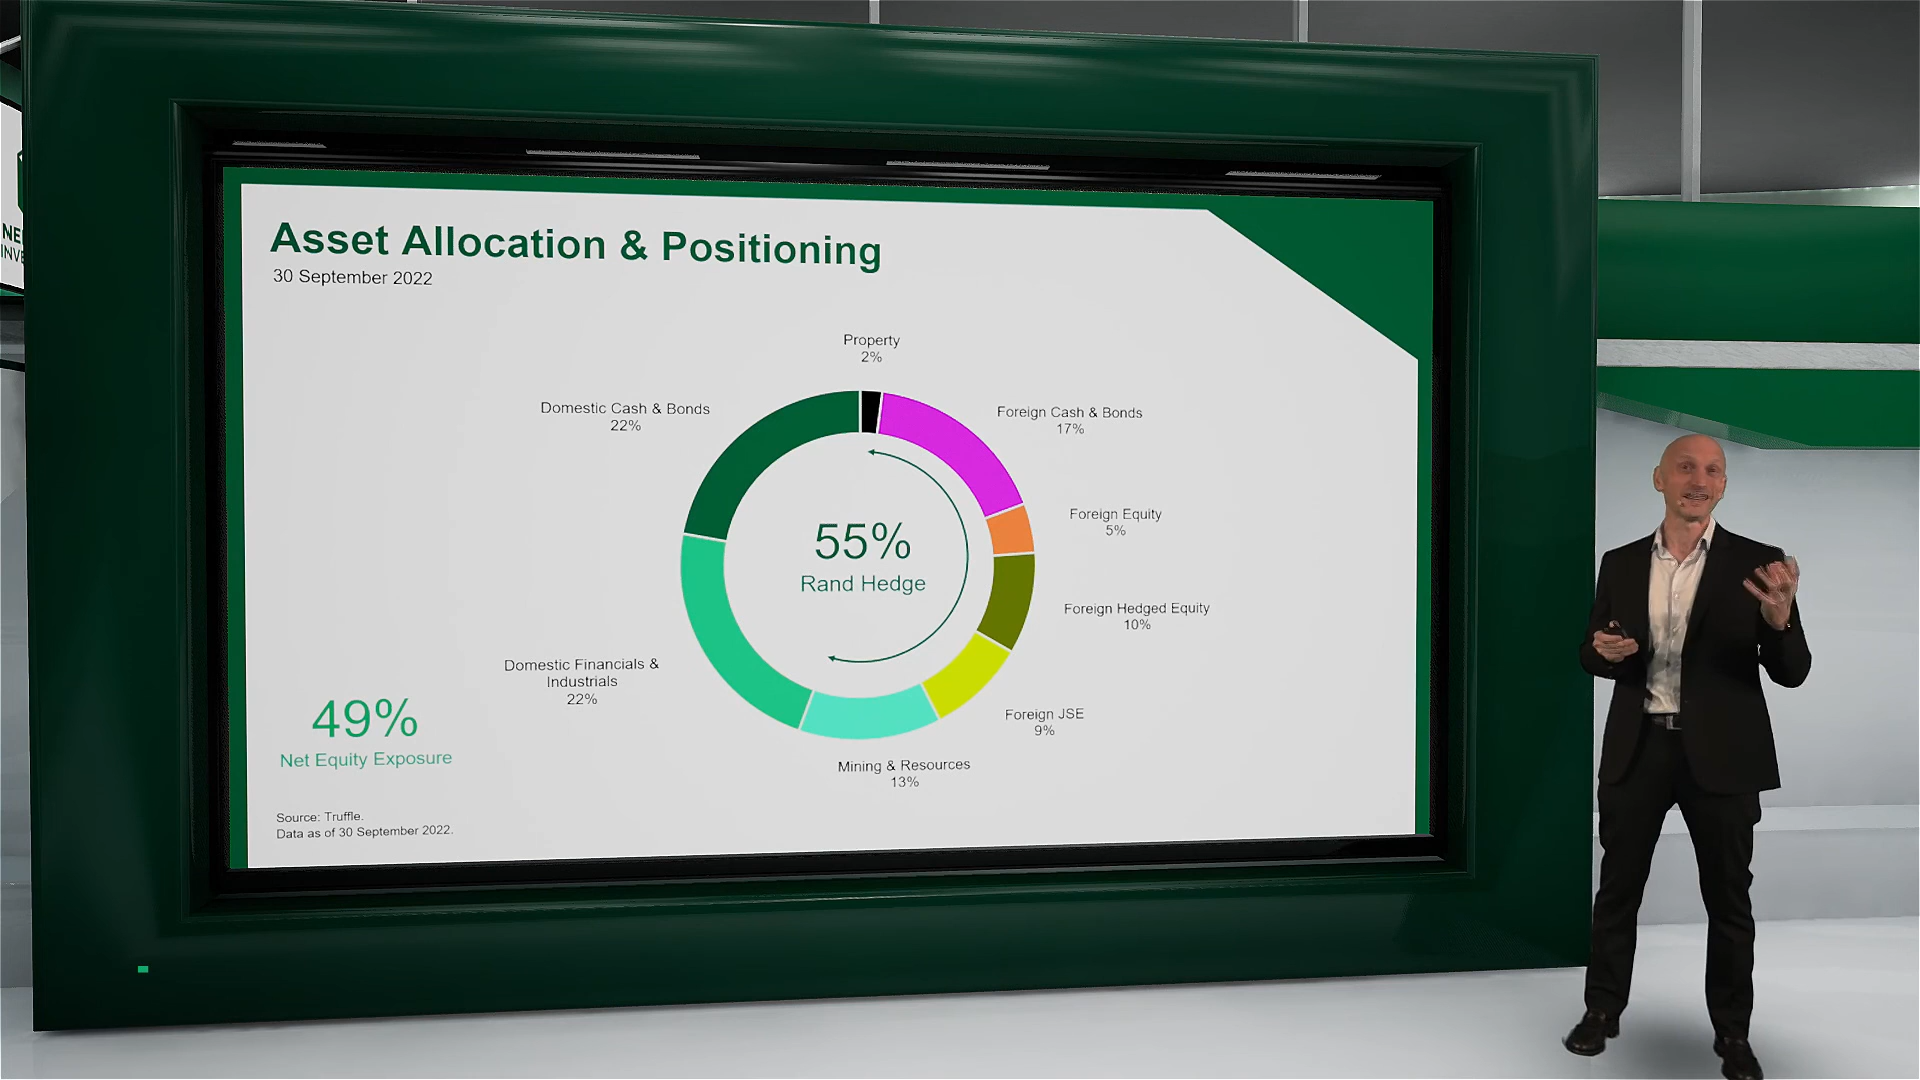 NE
INVE
Asset Allocation & Positioning
30 September 2022
Property
2%
Domestic Cash & Bonds
22%
Foreign Cash & Bonds
17%
Foreign Equity
5%
55%
Rand Hedge
Foreign Hedged Equity
10%
Domestic Financials &
Industrials
22%
Foreign JSE
9%
Mining & Resources
13%
49%
Net Equity Exposure
Source: Truffle.
Data as of 30 September 2022.